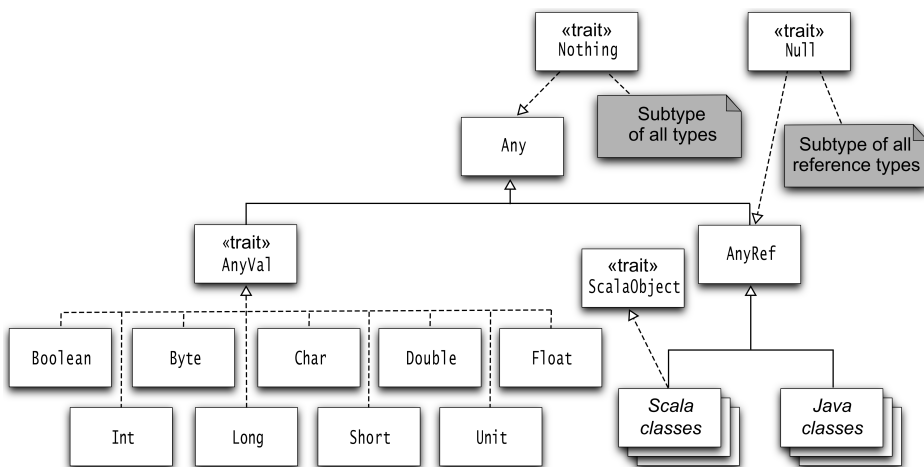 «trait»
Nothing
«trait»
Null
Subtype
of all types
Any
Subtype of all
reference types
«trait»
AnyVal
«trait»
ScalaObject
AnyRef
Boolean
Byte
Char
Double
Float
Scala
classes
Java
classes
Int
Long
Short
Unit